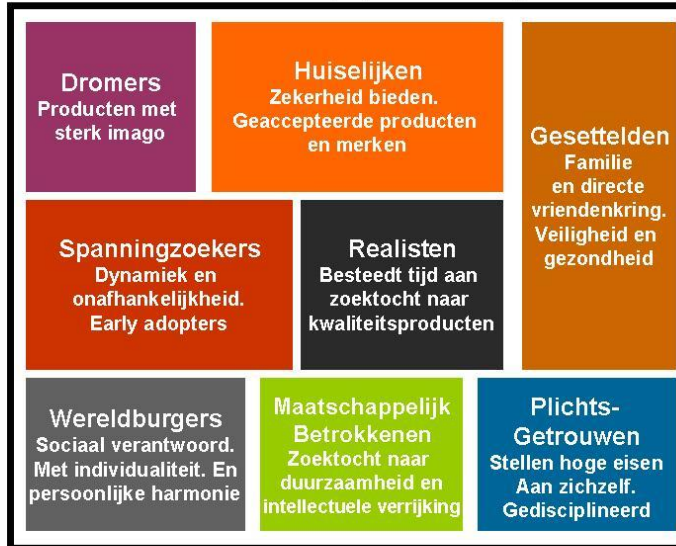 Dromers
Producten met
sterk imago
Huiselijken
Zekerheid bieden.
Geaccepteerde producten
en merken
Gesettelden
Familie
en directe
vriendenkring.
Veiligheid en
gezondheid
Spanningzoekers
Dynamiek en
onafhankelijkheid.
Early adopters
Realisten
Besteedt tijd aan
zoektocht naar
kwaliteitsproducten
Wereldburgers
Sociaal verantwoord.
Met individualiteit. En
persoonlijke harmonie
Maatschappelijk
Betrokkenen
Zoektocht naar
duurzaamheid en
intellectuele verrijking
Plichts-
Getrouwen
Stellen hoge eisen
Aan zichzelf.
Gedisciplineerd